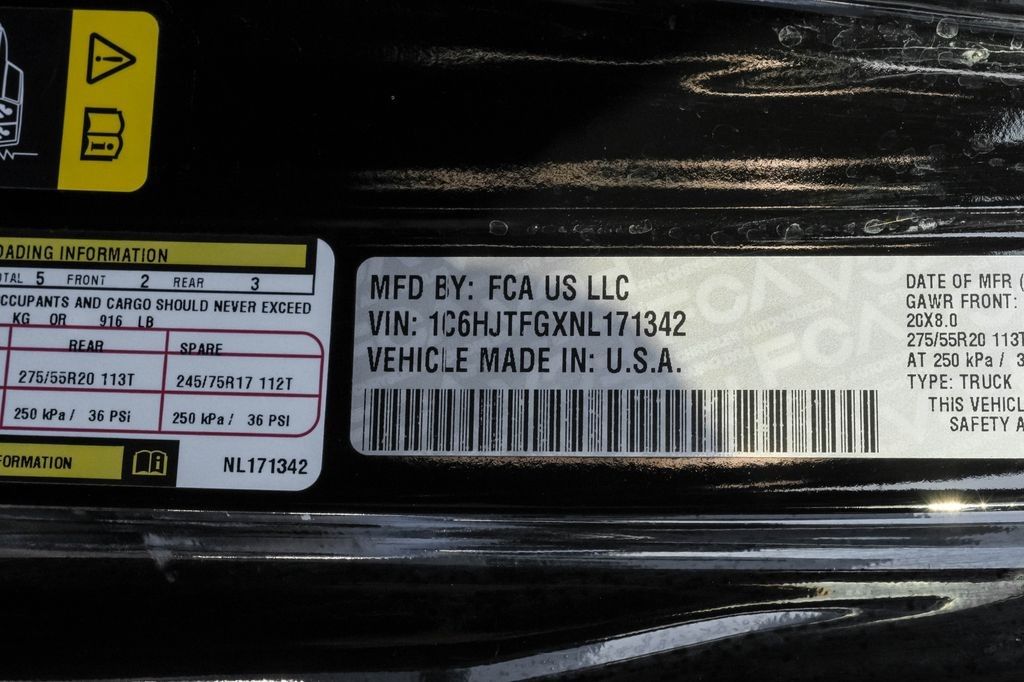 OADING INFORMATION
OTAL 5 FRONT 2 REAR 3
CCUPANTS AND CARGO SHOULD NEVER EXCEED
KG OR 916 LB
REAR SPARE
275/55R20 113T 245/75R17 112T
250 kPa / 36 PSi 250 kPa / 36 PSI
FORMATION
NL171342
MFD BY: FCA US LLC
VIN: 1C6HJTFGXNL171342
VEHICLE MADE IN: U.S.A.
DATE OF MFR (
GAWR FRONT:
20X8.0
275/55R20 113T
AT 250 kPa / 3
TYPE: TRUCK
THIS VEHICL
SAFETY A